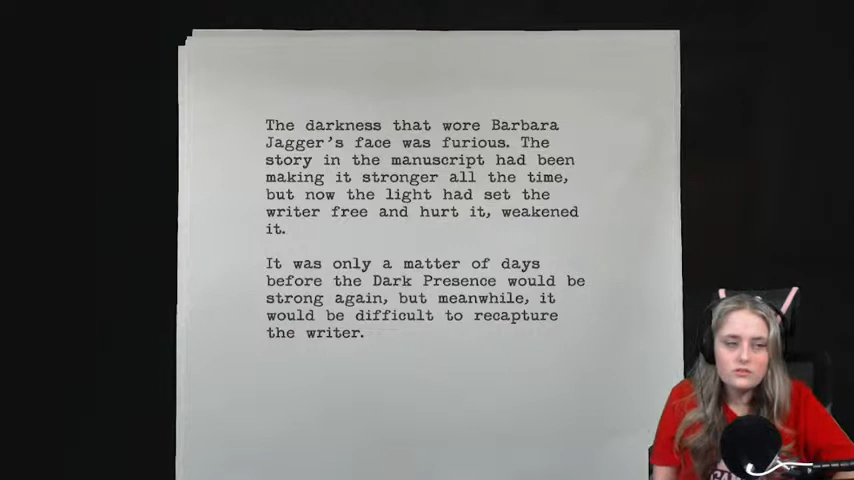 The darkness that wore Barbara
Jagger's face was furious. The
story in the manuscript had been
making it stronger all the time,
but now the light had set the
writer free and hurt it, weakened
it.
It was only a matter of days
before the Dark Presence would be
strong again, but meanwhile, it
would be difficult to recapture
the writer.